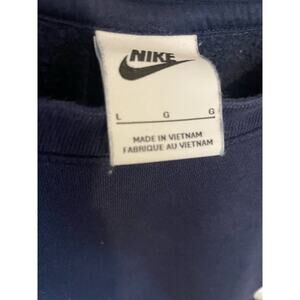 NIKE
L G G
MADE IN VIETNAM
FABRIQUE AU VIETNAM